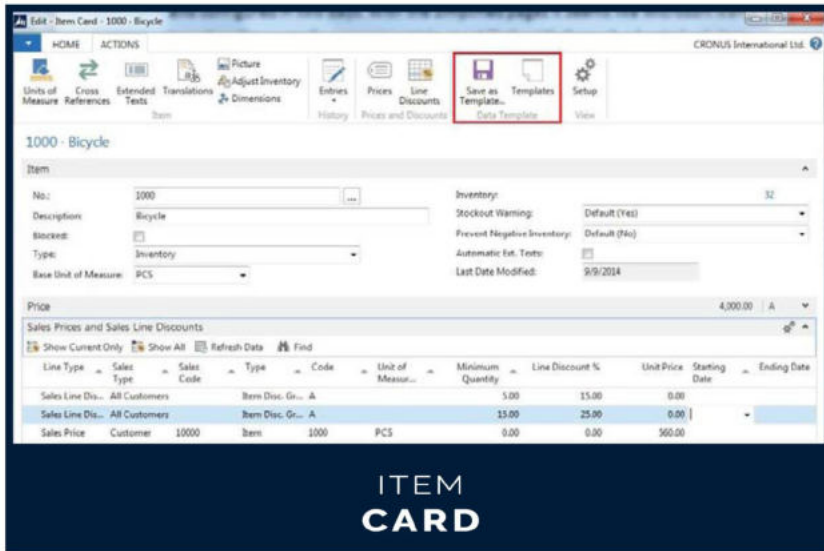 Edit - Item Card - 1000 - Bicycle
HOME ACTIONS
CRONUS International Ltd.
Units of Measure
Cross References
Extended Texts
Translations
Picture
Adjust Inventory
Dimensions
Entries
Prices
Line Discounts
Save as Template...
Templates
Setup
Item
History
Prices and Discounts
Data Template
View
1000 - Bicycle
Item
No.: 1000 ...
Description: Bicycle
Blocked:
Type: Inventory
Base Unit of Measure: PCS
Inventory: 32
Stockout Warning: Default (Yes)
Prevent Negative Inventory: Default (No)
Automatic Ext. Texts:
Last Date Modified: 9/9/2014
Price 4,000.00 A
Sales Prices and Sales Line Discounts
Show Current Only Show All Refresh Data Find
Line Type Sales Type Sales Code Type Code Unit of Measur... Minimum Quantity Line Discount % Unit Price Starting Date Ending Date
Sales Line Dis... All Customers Item Disc. Gr... A 5.00 15.00 0.00
Sales Line Dis... All Customers Item Disc. Gr... A 15.00 25.00 0.00
Sales Price Customer 10000 Item 1000 PCS 0.00 0.00 560.00
ITEM
CARD